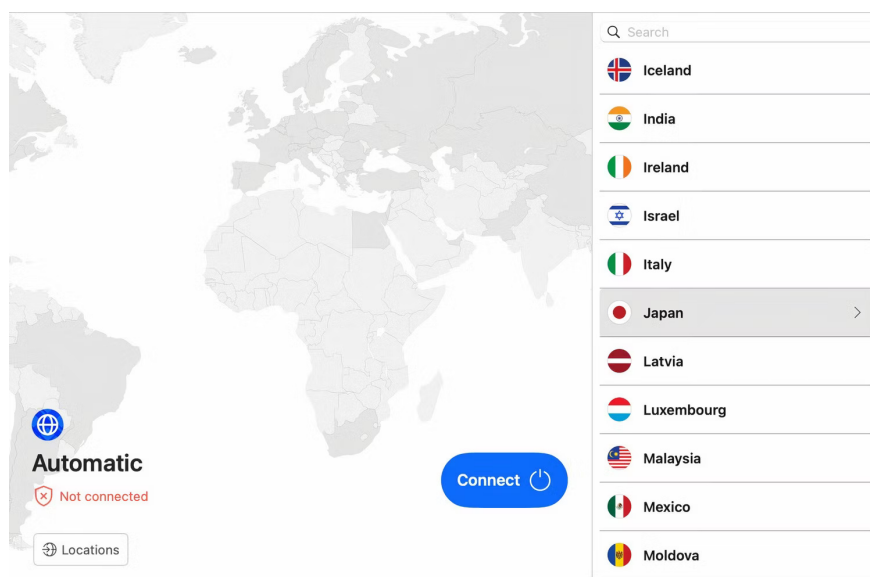 Search
Iceland
India
Ireland
Israel
Italy
Japan
Latvia
Luxembourg
Malaysia
Mexico
Moldova
Automatic
Not connected
Connect
Locations